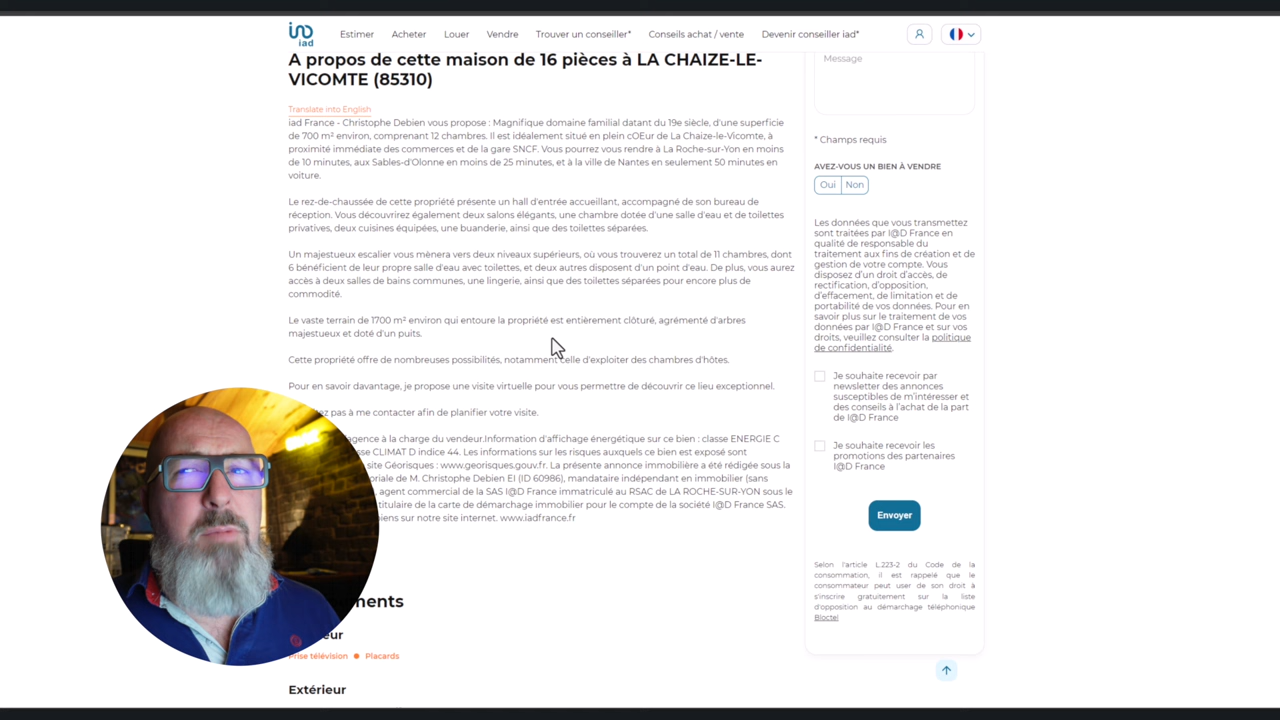 iad
Estimer
Acheter
Louer
Vendre
Trouver un conseiller*
Conseils achat / vente
Devenir conseiller iad*
A propos de cette maison de 16 pièces à LA CHAIZE-LE-
VICOMTE (85310)
Translate into English
iad France - Christophe Debien vous propose : Magnifique domaine familial datant du 19e siècle, d'une superficie
de 700 m² environ, comprenant 12 chambres. Il est idéalement situé en plein cOEur de La Chaize-le-Vicomte, à
proximité immédiate des commerces et de la gare SNCF. Vous pourrez vous rendre à La Roche-sur-Yon en moins
de 10 minutes, aux Sables-d'Olonne en moins de 25 minutes, et à la ville de Nantes en seulement 50 minutes en
voiture.
Le rez-de-chaussée de cette propriété présente un hall d'entrée accueillant, accompagné de son bureau de
réception. Vous découvrirez également deux salons élégants, une chambre dotée d'une salle d'eau et de toilettes
privatives, deux cuisines équipées, une buanderie, ainsi que des toilettes séparées.
Un majestueux escalier vous mènera vers deux niveaux supérieurs, où vous trouverez un total de 11 chambres, dont
6 bénéficient de leur propre salle d'eau avec toilettes, et deux autres disposent d'un point d'eau. De plus, vous aurez
accès à deux salles de bains communes, une lingerie, ainsi que des toilettes séparées pour encore plus de
commodité.
Le vaste terrain de 1700 m² environ qui entoure la propriété est entièrement clôturé, agrémenté d'arbres
majestueux et doté d'un puits.
Cette propriété offre de nombreuses possibilités, notamment celle d'exploiter des chambres d'hôtes.
Pour en savoir davantage, je propose une visite virtuelle pour vous permettre de découvrir ce lieu exceptionnel.
ez pas à me contacter afin de planifier votre visite.
agence à la charge du vendeur.Information d'affichage énergétique sur ce bien : classe ENERGIE C
sse CLIMAT D indice 44. Les informations sur les risques auxquels ce bien est exposé sont
site Géorisques : www.georisques.gouv.fr. La présente annonce immobilière a été rédigée sous la
oriale de M. Christophe Debien EI (ID 60986), mandataire indépendant en immobilier (sans
agent commercial de la SAS I@D France immatriculé au RSAC de LA ROCHE-SUR-YON sous le
titulaire de la carte de démarchage immobilier pour le compte de la société I@D France SAS.
iens sur notre site internet. www.iadfrance.fr
ments
eur
Prise télévision
Placards
Extérieur
Message
* Champs requis
AVEZ-VOUS UN BIEN À VENDRE
Oui Non
Les données que vous transmettez
sont traitées par I@D France en
qualité de responsable du
traitement aux fins de création et
de gestion de votre compte. Vous
disposez d'un droit d'accès, de
rectification, d'opposition,
d'effacement, de limitation et de
portabilité de vos données. Pour en
savoir plus sur le traitement de vos
données par I@D France et sur vos
droits, veuillez consulter la politique
de confidentialité.
Je souhaite recevoir par
newsletter des annonces
susceptibles de m'intéresser et
des conseils à l'achat de la part
de I@D France
Je souhaite recevoir les
promotions des partenaires
I@D France
Envoyer
Selon l'article L.223-2 du Code de la
consommation, il est rappelé que le
consommateur peut user de son droit à
s'inscrire gratuitement sur la liste
d'opposition au démarchage téléphonique
Bloctel